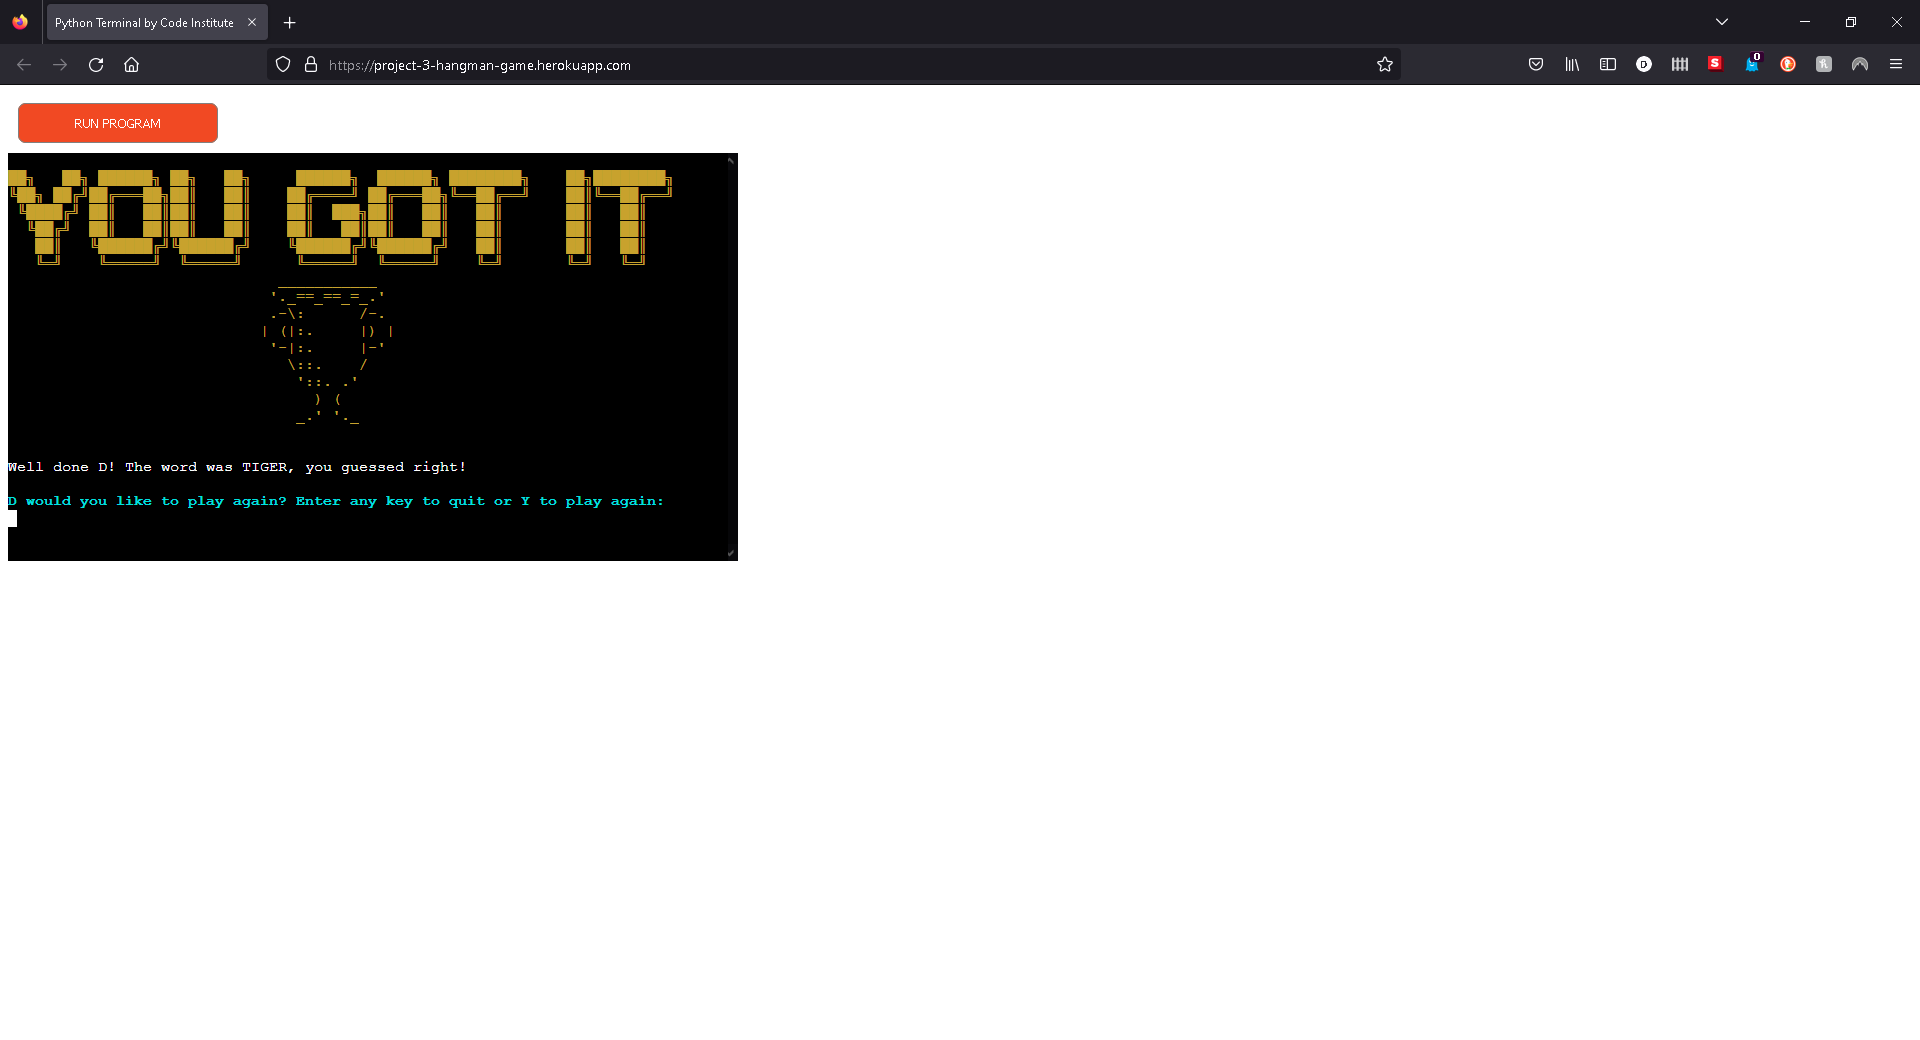 Python Terminal by Code Institute
https://project-3-hangman-game.herokuapp.com
RUN PROGRAM
YOU GOT IT
Well done D! The word was TIGER, you guessed right!
D would you like to play again? Enter any key to quit or Y to play again: